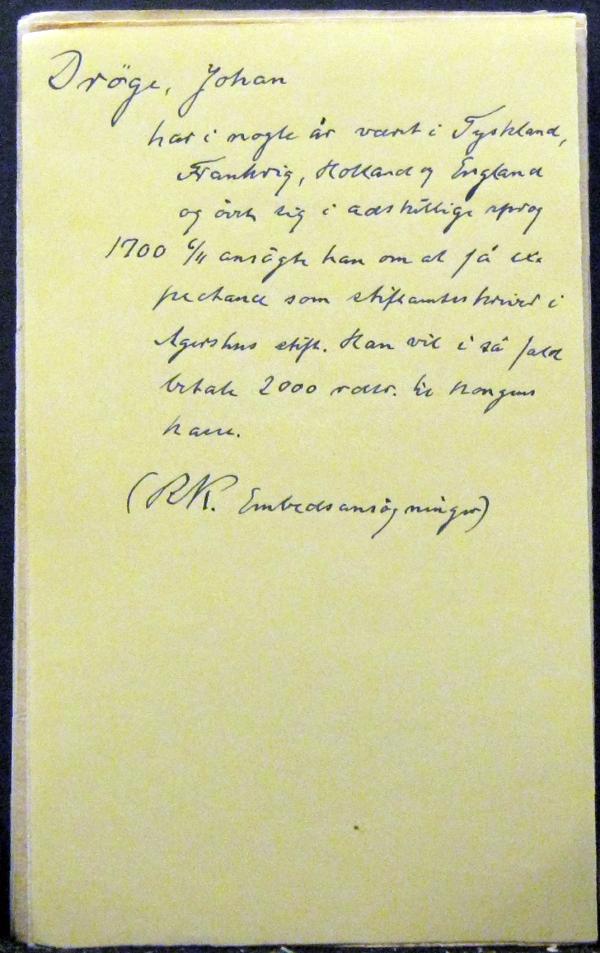 Dröge, Johan
har i nogle år været i Tyskland,
Frankrig, Holland og England
og övet sig i adskillige sprog
1700 6/11 ansögte han om at få ex-
pectance som stiftamtsskriver i
Agershus stift. Han vil i så fald
betale 2000 rdlr. til kongens
kasse.
(RK. Embedsansögninger)